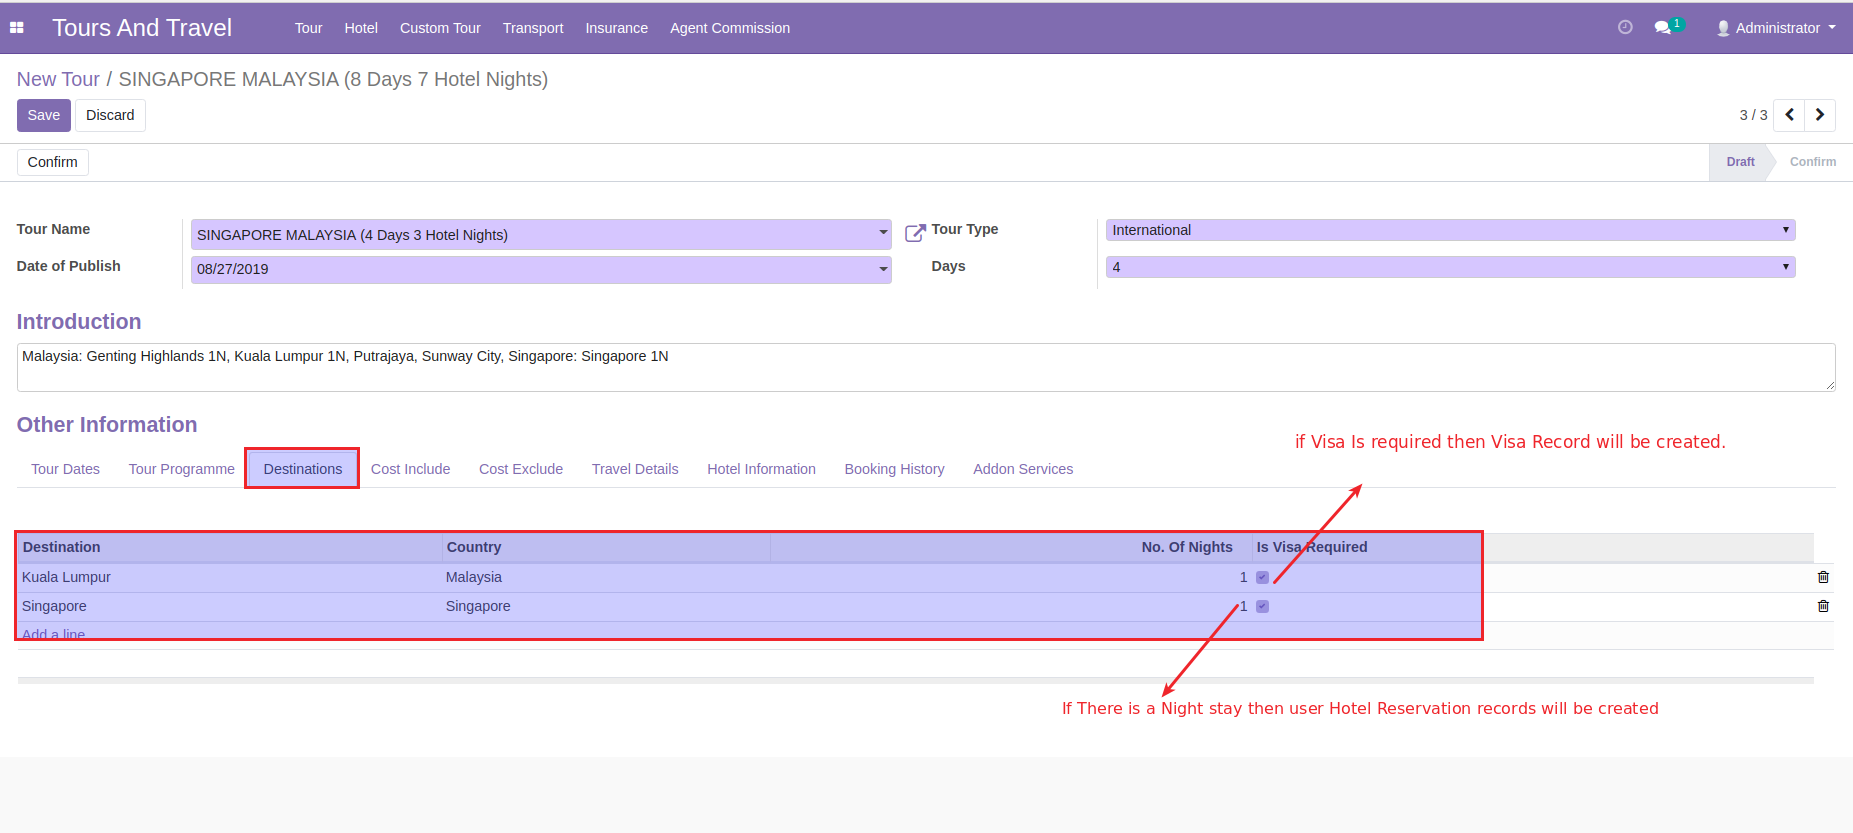 Tours And Travel Tour Hotel Custom Tour Transport Insurance Agent Commission 1 Administrator
New Tour / SINGAPORE MALAYSIA (8 Days 7 Hotel Nights)
Save Discard 3 / 3
Confirm Draft Confirm
Tour Name SINGAPORE MALAYSIA (4 Days 3 Hotel Nights) Tour Type International
Date of Publish 08/27/2019 Days 4
Introduction
Malaysia: Genting Highlands 1N, Kuala Lumpur 1N, Putrajaya, Sunway City, Singapore: Singapore 1N
Other Information
if Visa Is required then Visa Record will be created.
Tour Dates Tour Programme Destinations Cost Include Cost Exclude Travel Details Hotel Information Booking History Addon Services
Destination Country No. Of Nights Is Visa Required
Kuala Lumpur Malaysia 1
Singapore Singapore 1
Add a line
If There is a Night stay then user Hotel Reservation records will be created